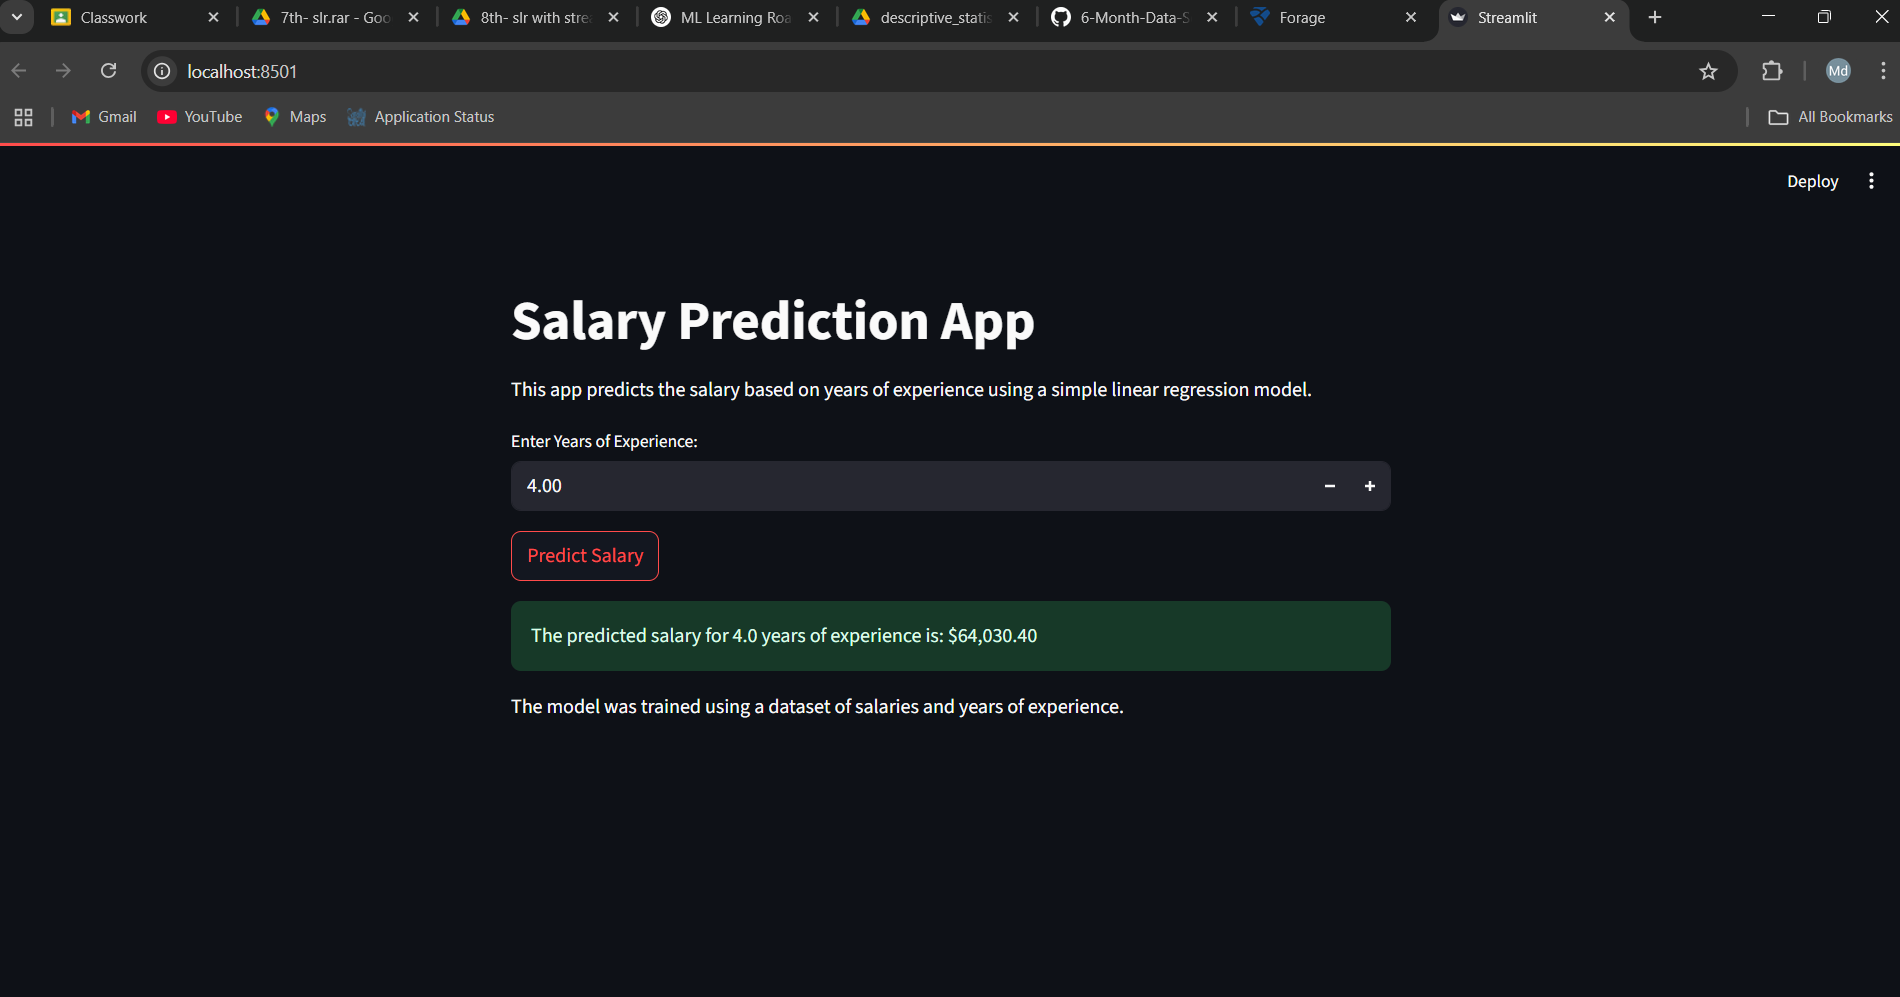 Classwork
7th- slr.rar - Goo
8th- slr with stre
ML Learning Roa
descriptive_statis
6-Month-Data-S
Forage
Streamlit
localhost:8501
Md
Gmail
YouTube
Maps
Application Status
All Bookmarks
Deploy
Salary Prediction App
This app predicts the salary based on years of experience using a simple linear regression model.
Enter Years of Experience:
4.00
Predict Salary
The predicted salary for 4.0 years of experience is: $64,030.40
The model was trained using a dataset of salaries and years of experience.